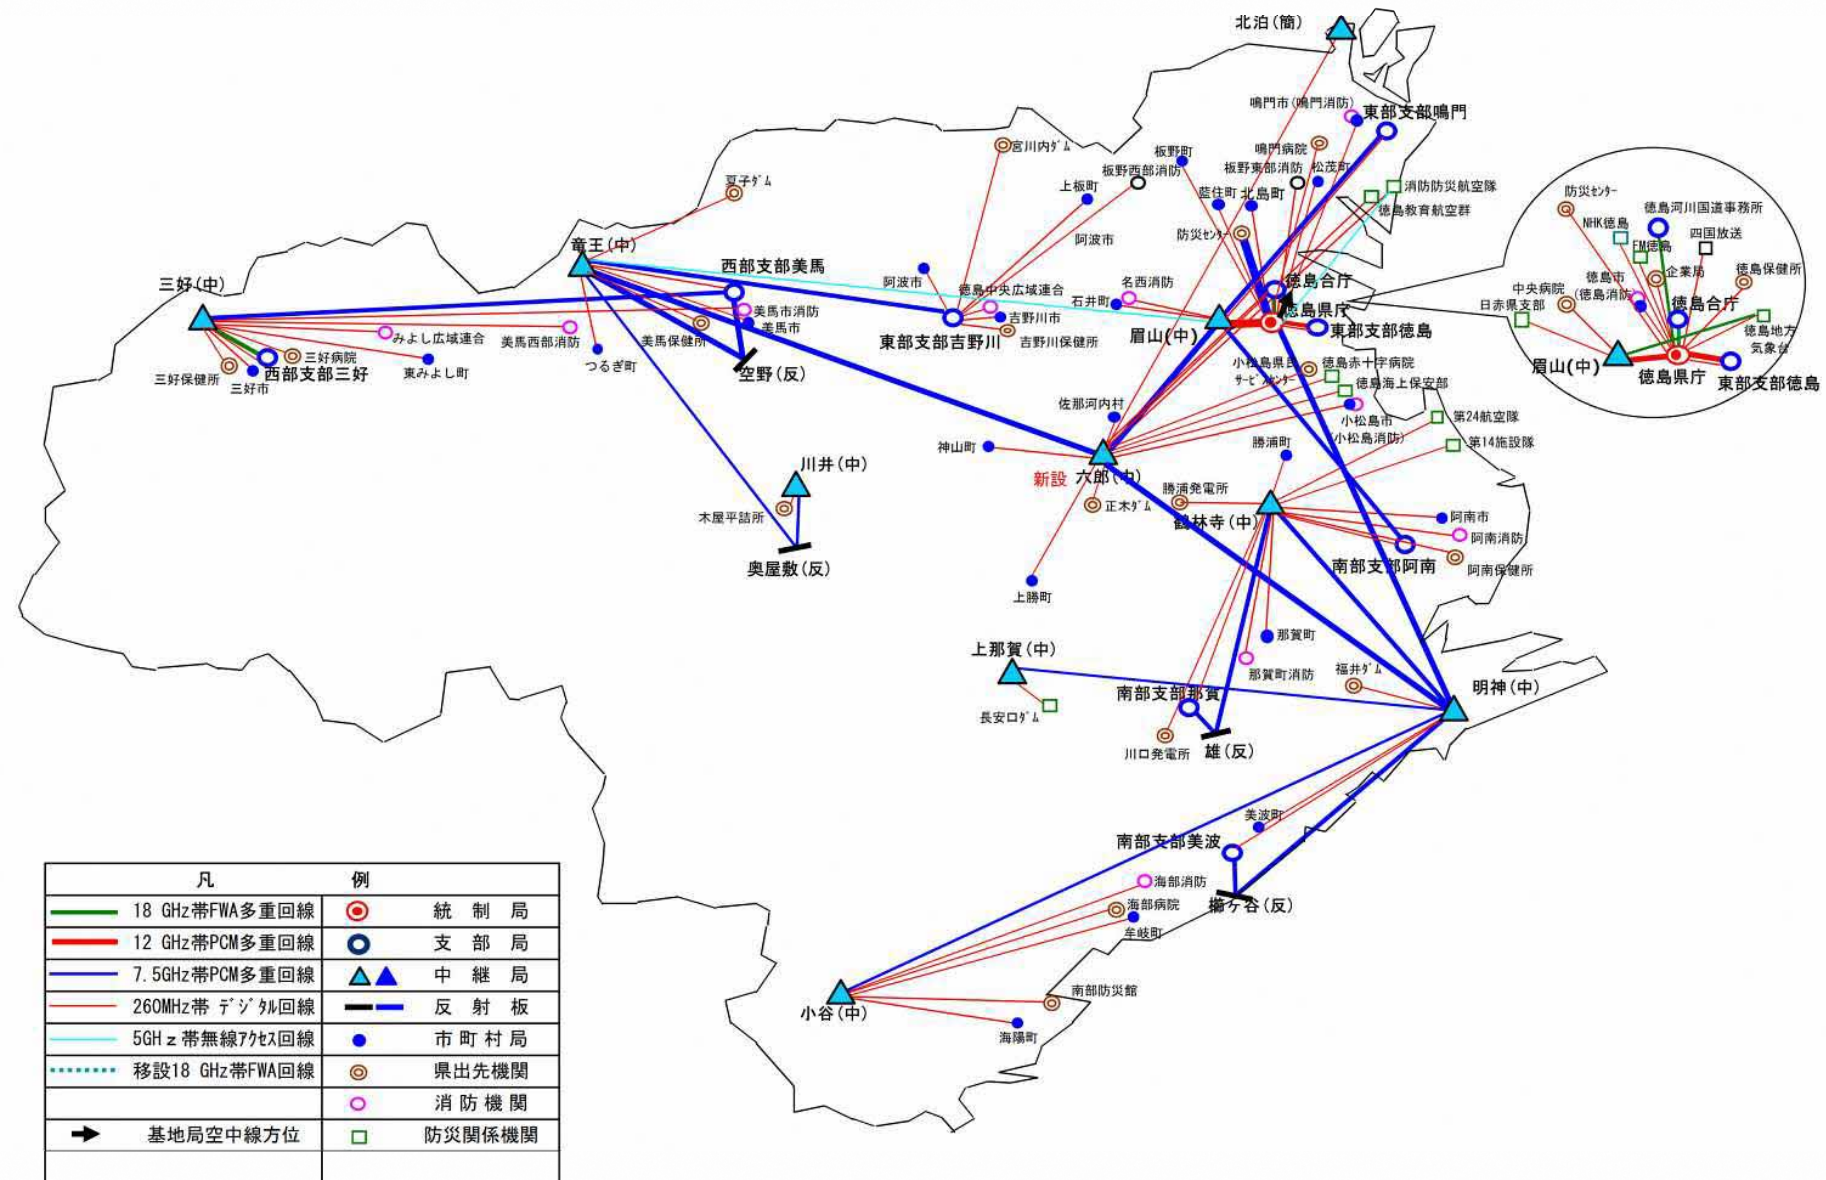 北泊(簡)
鳴門市(鳴門消防)
東部支部鳴門
鳴門病院
宮川内ﾀﾞﾑ
板野町
板野西部消防
板野東部消防
松茂町
夏子ﾀﾞﾑ
上板町
藍住町
北島町
消防防災航空隊
徳島教育航空群
防災ｾﾝﾀｰ
阿波市
竜王(中)
西部支部美馬
三好(中)
阿波市
徳島中央広域連合
名西消防
石井町
徳島合庁
徳島県庁
美馬市消防
美馬市
吉野川市
眉山(中)
東部支部徳島
みよし広域連合
美馬西部消防
美馬保健所
東部支部吉野川
吉野川保健所
三好病院
西部支部三好
三好保健所
三好市
東みよし町
つるぎ町
空野(反)
小松島県民
ｻｰﾋﾞｽｾﾝﾀｰ
徳島赤十字病院
徳島海上保安部
佐那河内村
小松島市
(小松島消防)
第24航空隊
第14施設隊
神山町
勝浦町
川井(中)
新設 六郎(中)
勝浦発電所
木屋平詰所
正木ﾀﾞﾑ
鶴林寺(中)
阿南市
阿南消防
南部支部阿南
阿南保健所
奥屋敷(反)
上勝町
那賀町
上那賀(中)
那賀町消防
福井ﾀﾞﾑ
明神(中)
南部支部那賀
長安口ﾀﾞﾑ
川口発電所
雄(反)
美波町
南部支部美波
海部消防
海部病院
牟岐町
櫛ヶ谷(反)
南部防災館
小谷(中)
海陽町
防災ｾﾝﾀｰ
徳島河川国道事務所
NHK徳島
四国放送
FM徳島
企業局
徳島保健所
徳島市
(徳島消防)
中央病院
日赤県支部
徳島合庁
徳島地方
気象台
眉山(中)
徳島県庁
東部支部徳島
凡 例
18 GHz帯FWA多重回線 統 制 局
12 GHz帯PCM多重回線 支 部 局
7.5GHz帯PCM多重回線 中 継 局
260MHz帯 ﾃﾞｼﾞﾀﾙ回線 反 射 板
5GHｚ帯無線ｱｸｾｽ回線 市 町 村 局
移設18 GHz帯FWA回線 県出先機関
消 防 機 関
基地局空中線方位 防災関係機関